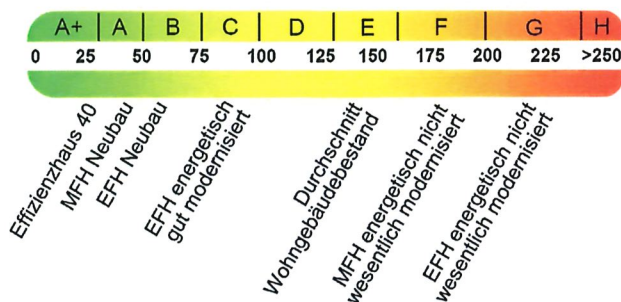 A+ A B C D E F G H
0 25 50 75 100 125 150 175 200 225 >250
Effizienzhaus 40
MFH Neubau
EFH Neubau
EFH energetisch
gut modernisiert
Durchschnitt
Wohngebäudebestand
MFH energetisch nicht
wesentlich modernisiert
EFH energetisch nicht
wesentlich modernisiert